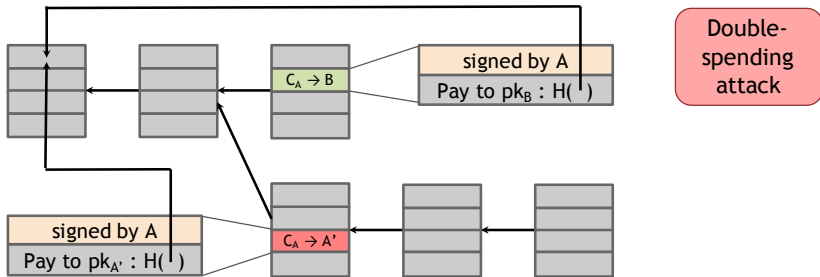 Double-
spending
attack
signed by A
C_A → B
Pay to pk_B : H( )
signed by A
C_A → A'
Pay to pk_A' : H( )